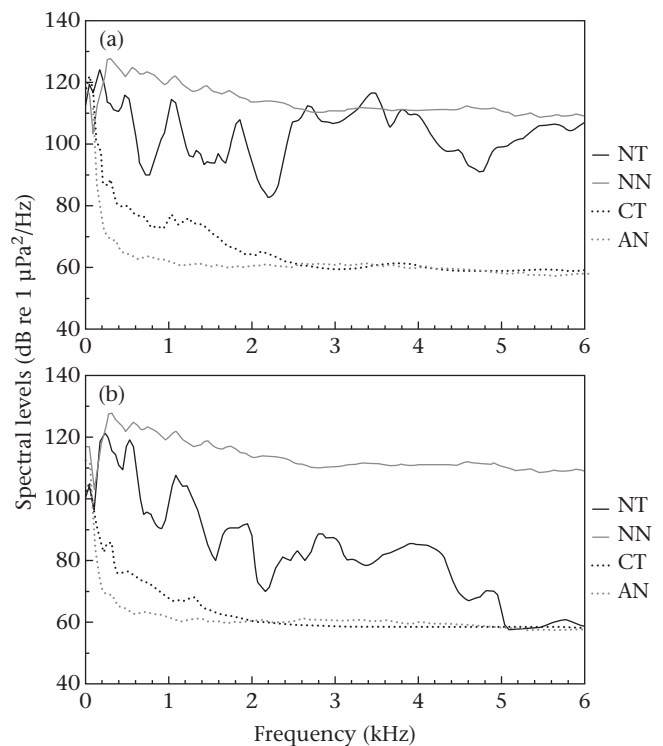 140
(a)
120
100
80
60
40
NT
NN
CT
AN
Spectral levels (dB re 1 µPa²/Hz)
0
1
2
3
4
5
6
140
(b)
120
100
80
60
40
NT
NN
CT
AN
0
1
2
3
4
5
6
Frequency (kHz)